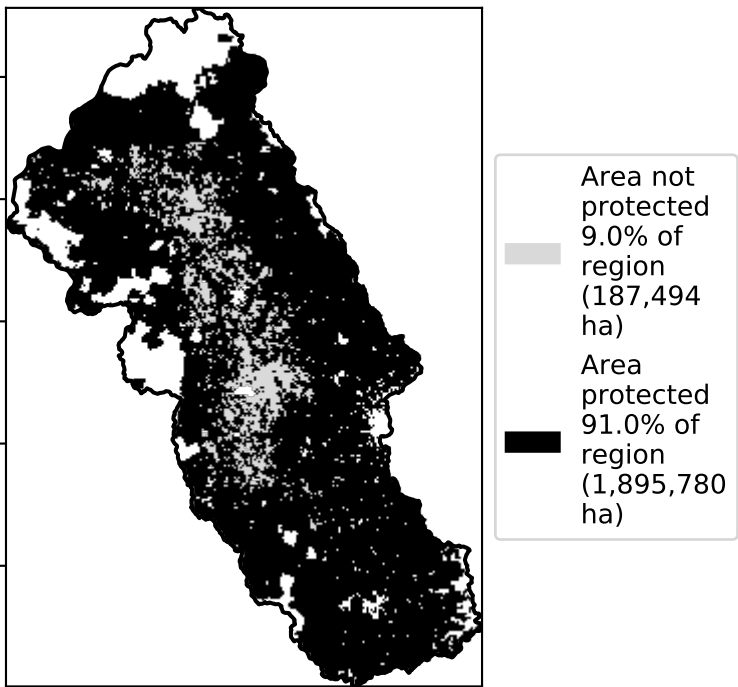 Area not
protected
9.0% of
region
(187,494
ha)
Area
protected
91.0% of
region
(1,895,780
ha)